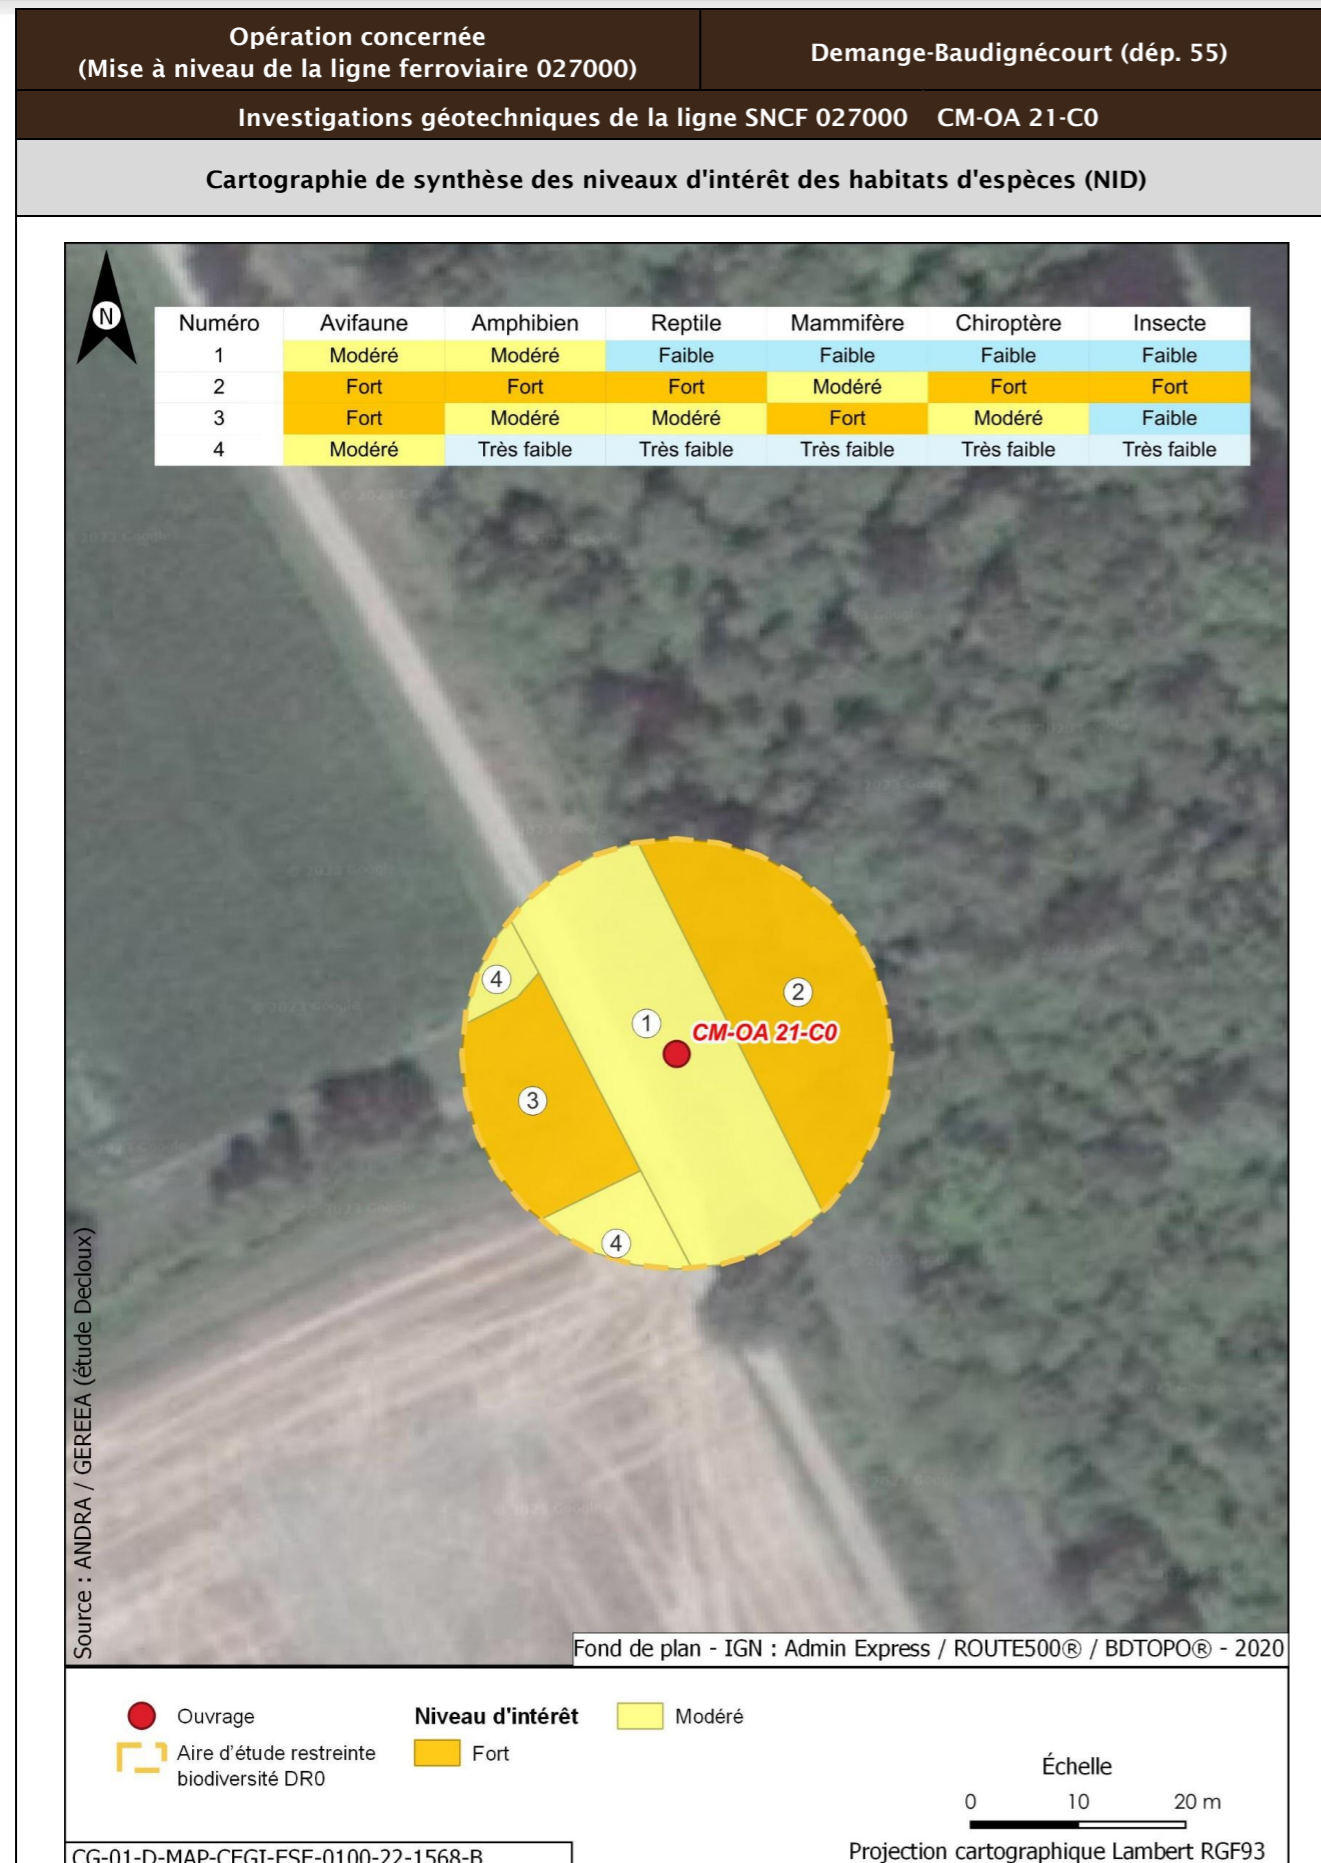 Opération concernée
(Mise à niveau de la ligne ferroviaire 027000)
Demange-Baudignécourt (dép. 55)
Investigations géotechniques de la ligne SNCF 027000 CM-OA 21-C0
Cartographie de synthèse des niveaux d'intérêt des habitats d'espèces (NID)
N
Numéro Avifaune Amphibien Reptile Mammifère Chiroptère Insecte
1 Modéré Modéré Faible Faible Faible Faible
2 Fort Fort Fort Modéré Fort Fort
3 Fort Modéré Modéré Fort Modéré Faible
4 Modéré Très faible Très faible Très faible Très faible Très faible
4
2
1
CM-OA 21-C0
3
4
Source : ANDRA / GEREEA (étude Decloux)
Fond de plan - IGN : Admin Express / ROUTE500® / BDTOPO® - 2020
Ouvrage
Aire d'étude restreinte
biodiversité DR0
Niveau d'intérêt
Fort
Modéré
Échelle
0 10 20 m
Projection cartographique Lambert RGF93
CG-01-D-MAP-CEGI-ESE-0100-22-1568-B